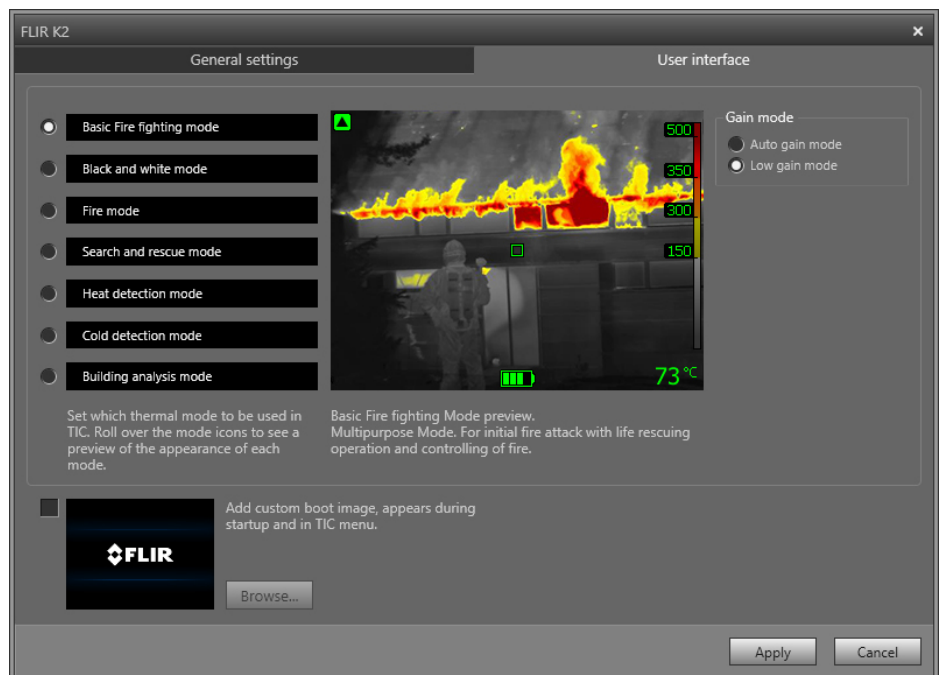 FLIR K2
General settings
User interface
Basic Fire fighting mode
Black and white mode
Fire mode
Search and rescue mode
Heat detection mode
Cold detection mode
Building analysis mode
Set which thermal mode to be used in
TIC. Roll over the mode icons to see a
preview of the appearance of each
mode.
500
350
300
150
73 °C
Basic Fire fighting Mode preview.
Multipurpose Mode. For initial fire attack with life rescuing
operation and controlling of fire.
Gain mode
Auto gain mode
Low gain mode
FLIR
Add custom boot image, appears during
startup and in TIC menu.
Browse...
Apply
Cancel